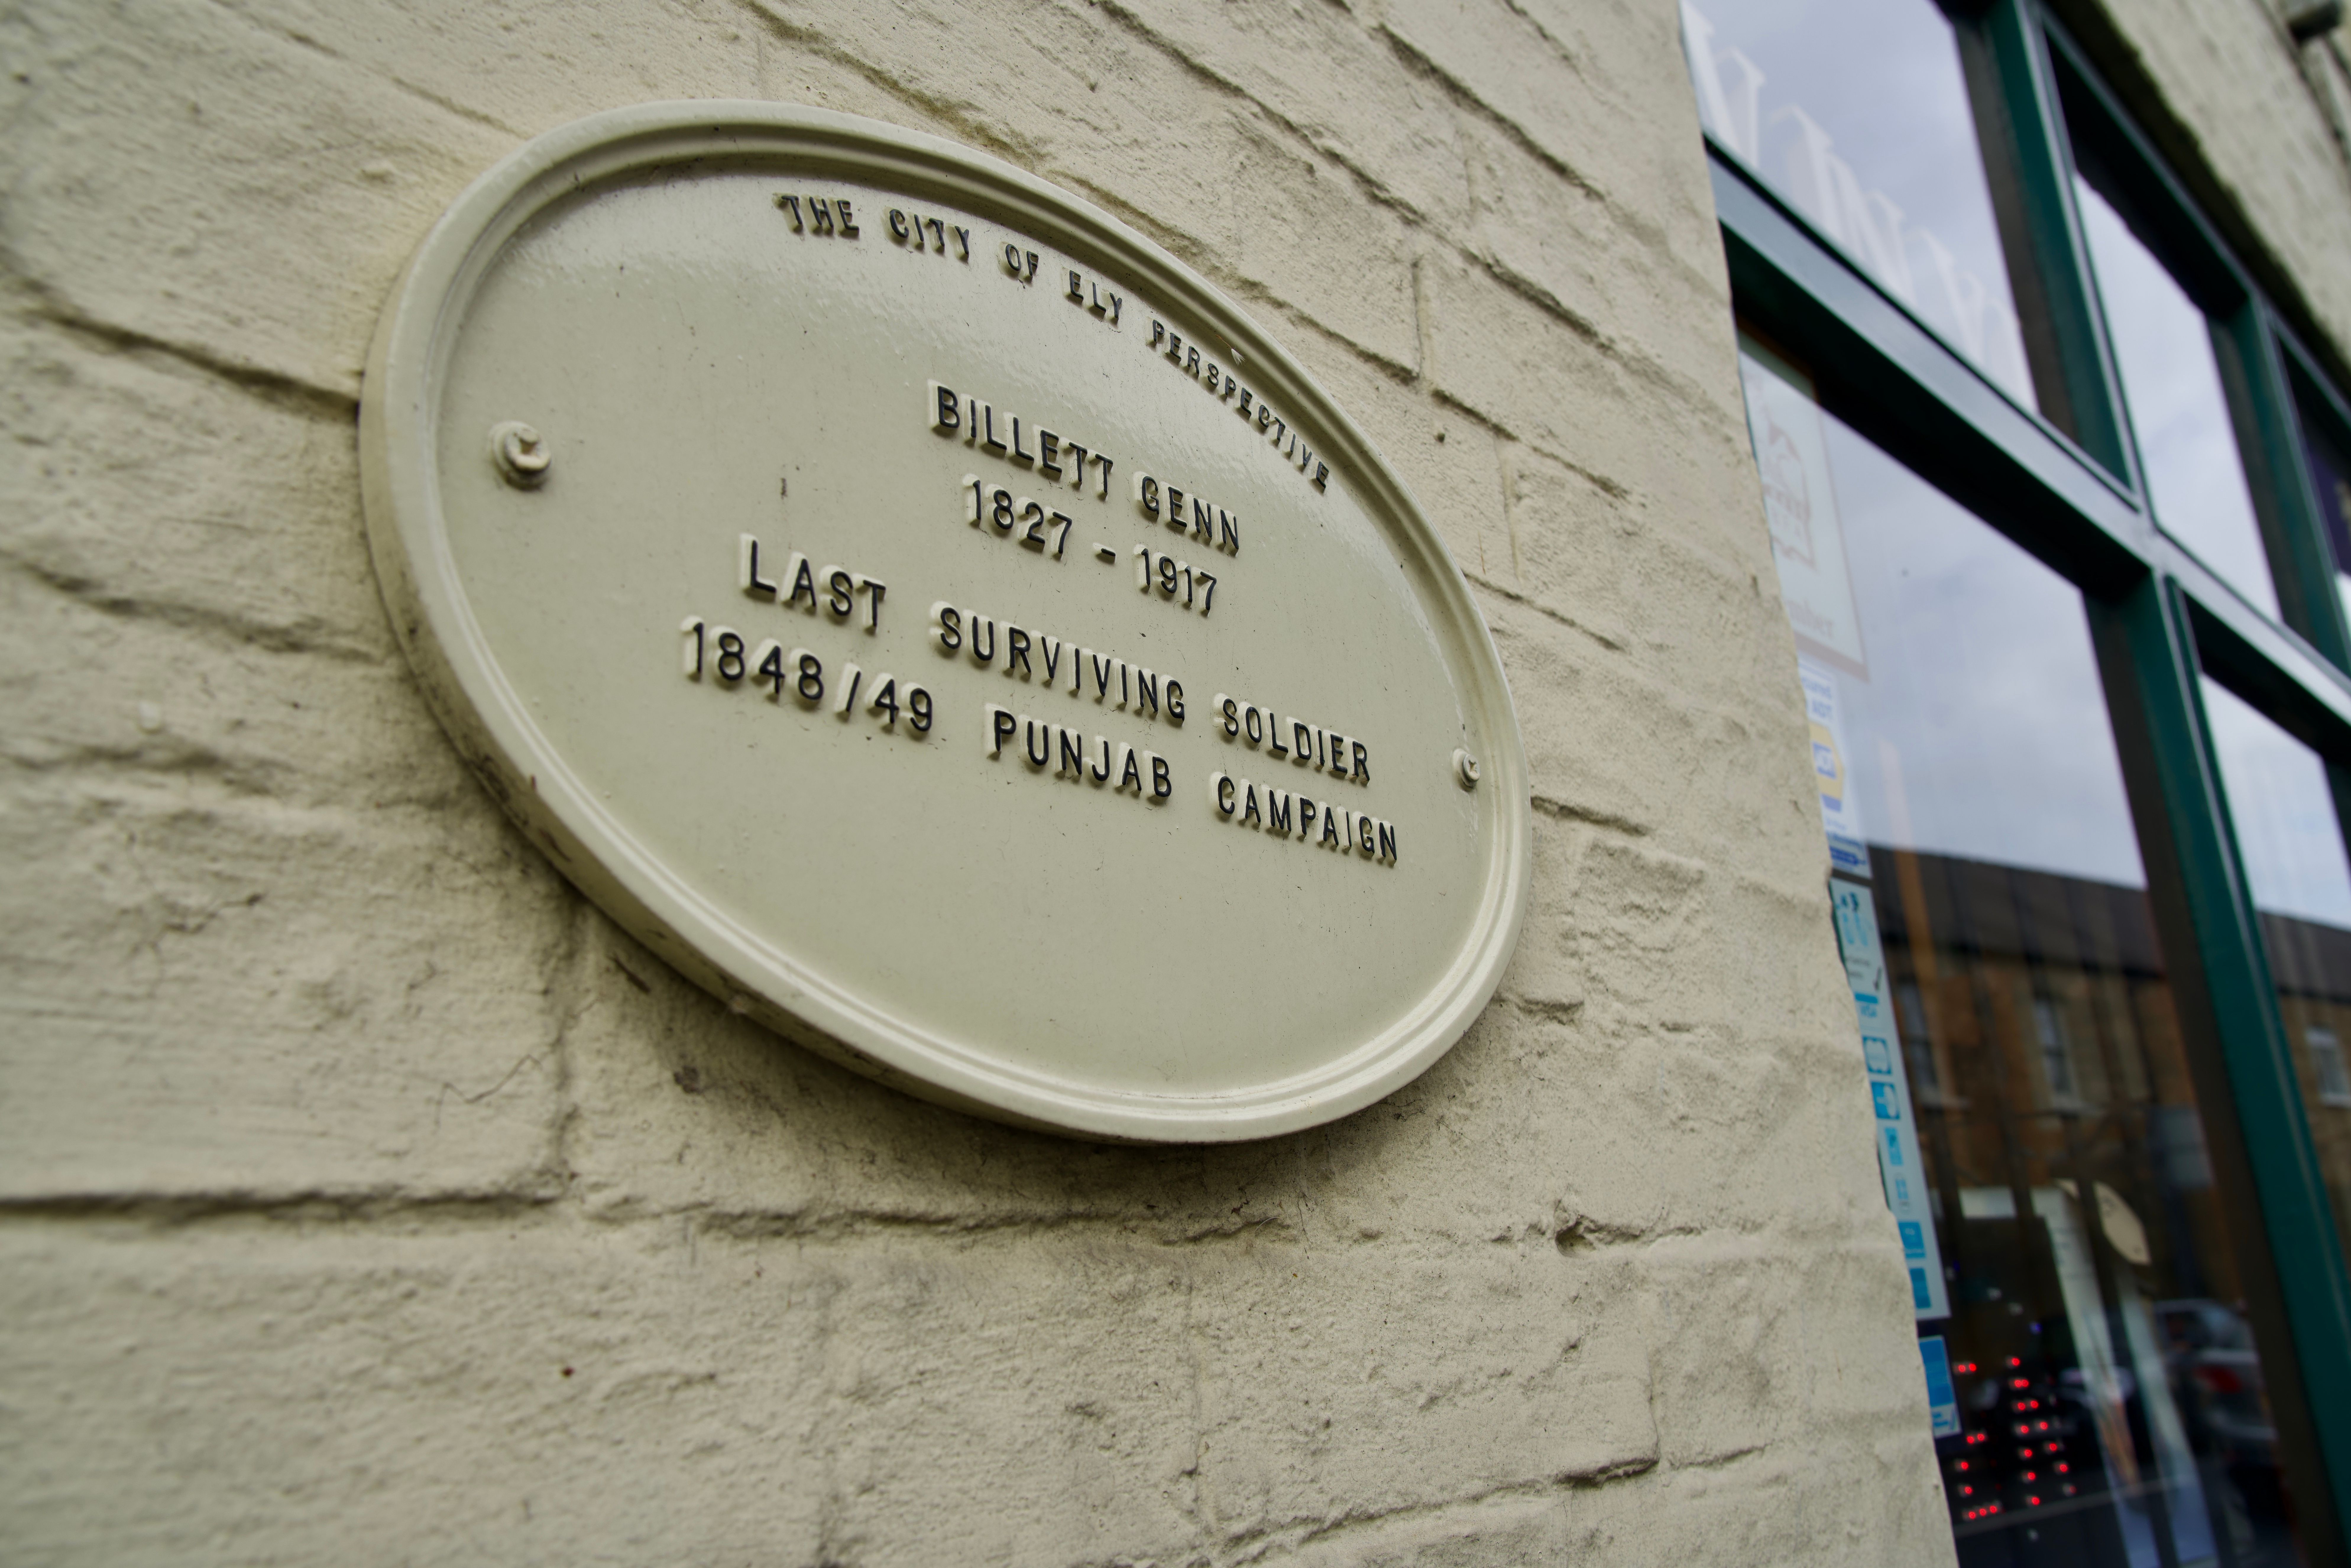 THE CITY OF ELY PERSPECTIVE
BILLETT GENN
1827 - 1917
LAST SURVIVING SOLDIER
1848/49 PUNJAB CAMPAIGN